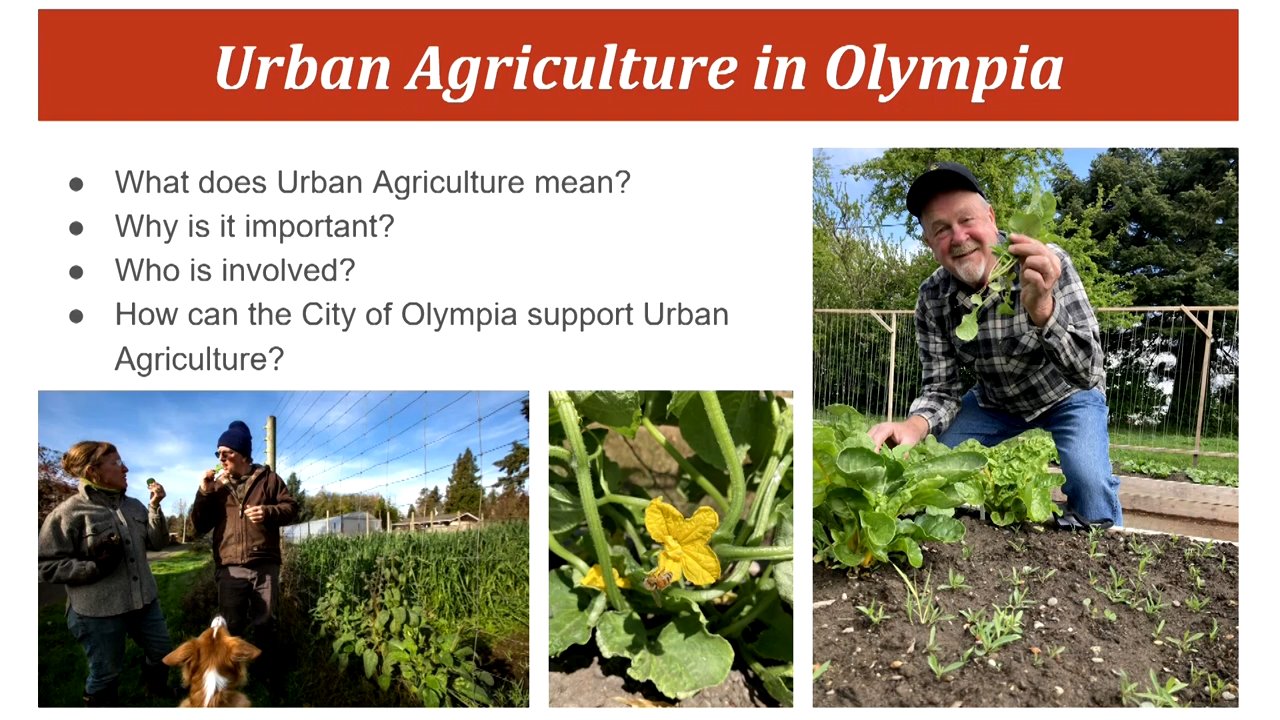 Urban Agriculture in Olympia
● What does Urban Agriculture mean?
● Why is it important?
● Who is involved?
● How can the City of Olympia support Urban
Agriculture?